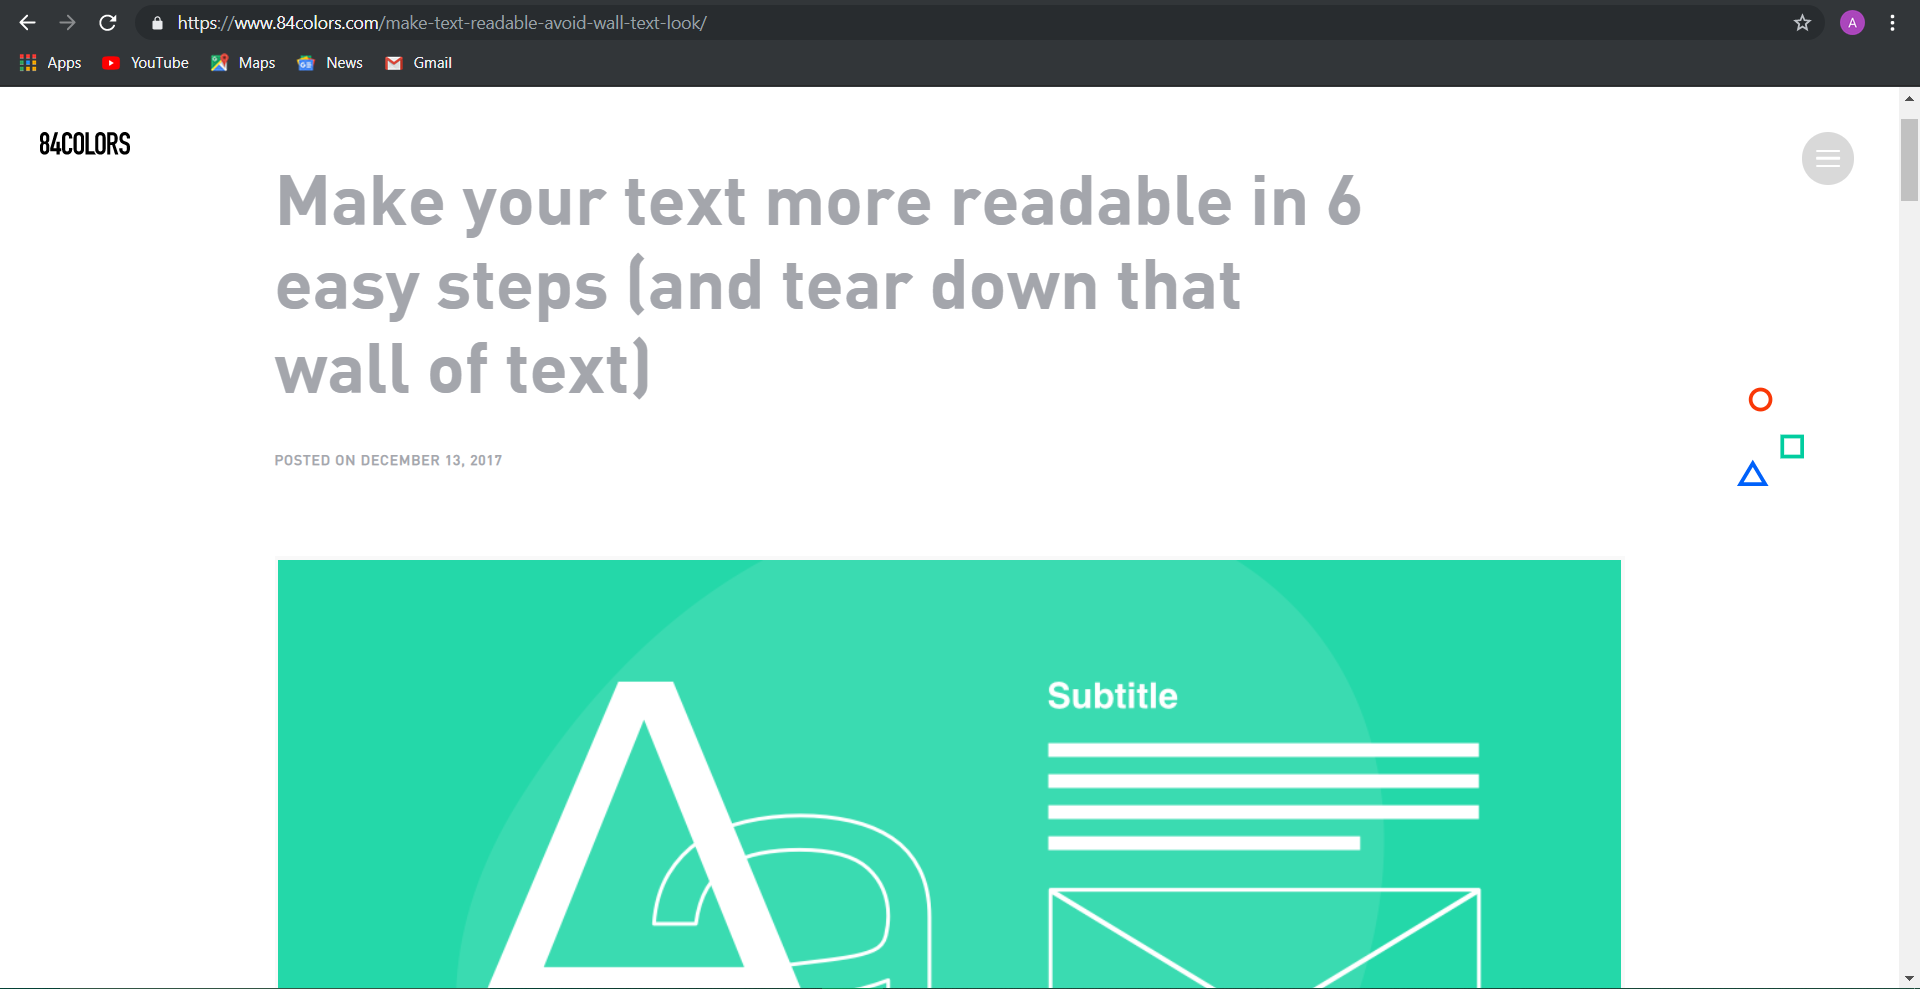 https://www.84colors.com/make-text-readable-avoid-wall-text-look/
A
Apps YouTube Maps News Gmail
84COLORS
Make your text more readable in 6
easy steps (and tear down that
wall of text)
POSTED ON DECEMBER 13, 2017
Subtitle
A a